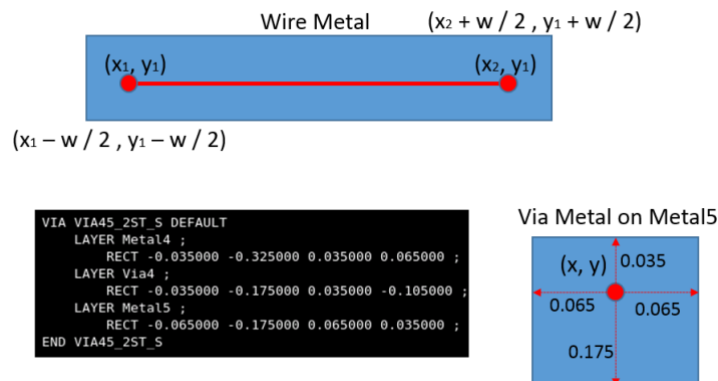 Wire Metal
(x2 + w / 2 , y1 + w / 2)
(x1, y1)
(x2, y1)
(x1 – w / 2 , y1 – w / 2)
VIA VIA45_2ST_S DEFAULT
LAYER Metal4 ;
RECT -0.035000 -0.325000 0.035000 0.065000 ;
LAYER Via4 ;
RECT -0.035000 -0.175000 0.035000 -0.105000 ;
LAYER Metal5 ;
RECT -0.065000 -0.175000 0.065000 0.035000 ;
END VIA45_2ST_S
Via Metal on Metal5
(x, y)
0.035
0.065
0.065
0.175